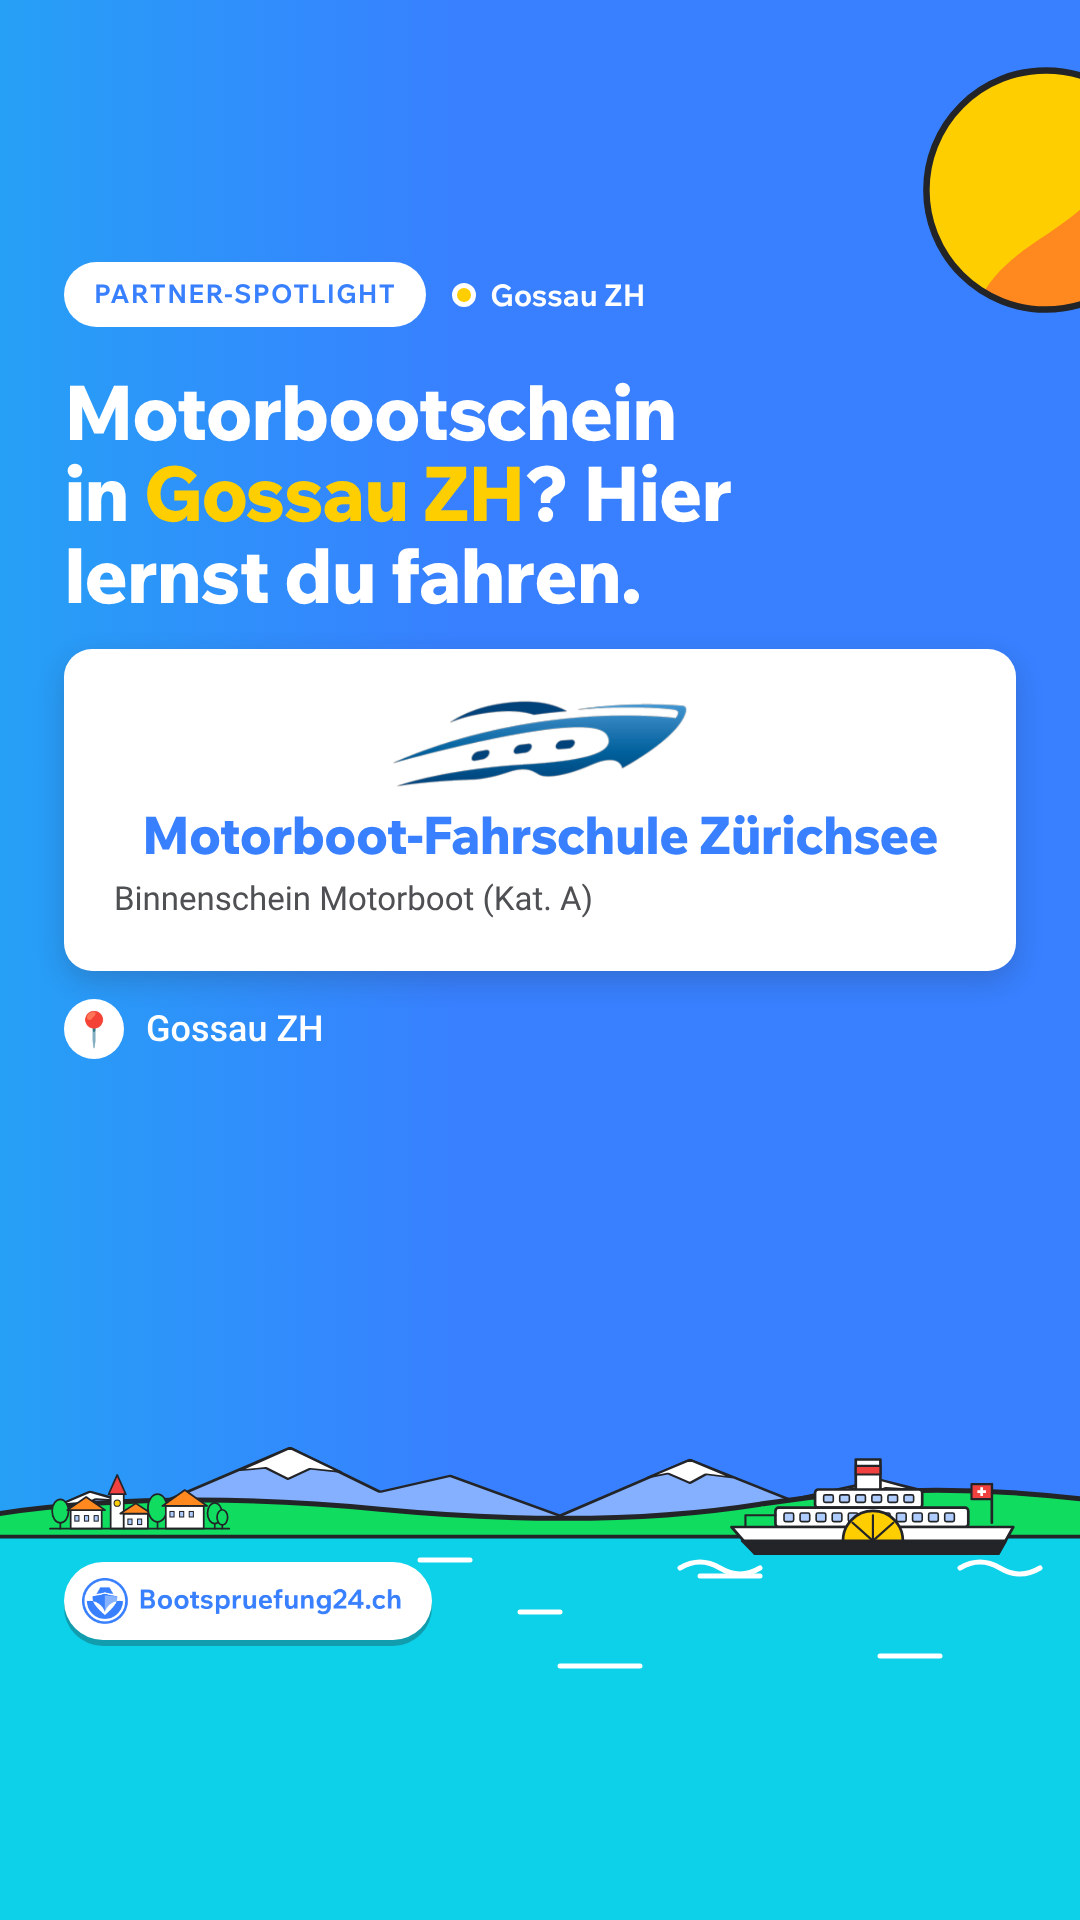 PARTNER-SPOTLIGHT
Gossau ZH
Motorbootschein
in Gossau ZH? Hier
lernst du fahren.
Motorboot-Fahrschule Zürichsee
Binnenschein Motorboot (Kat. A)
Gossau ZH
Bootspruefung24.ch